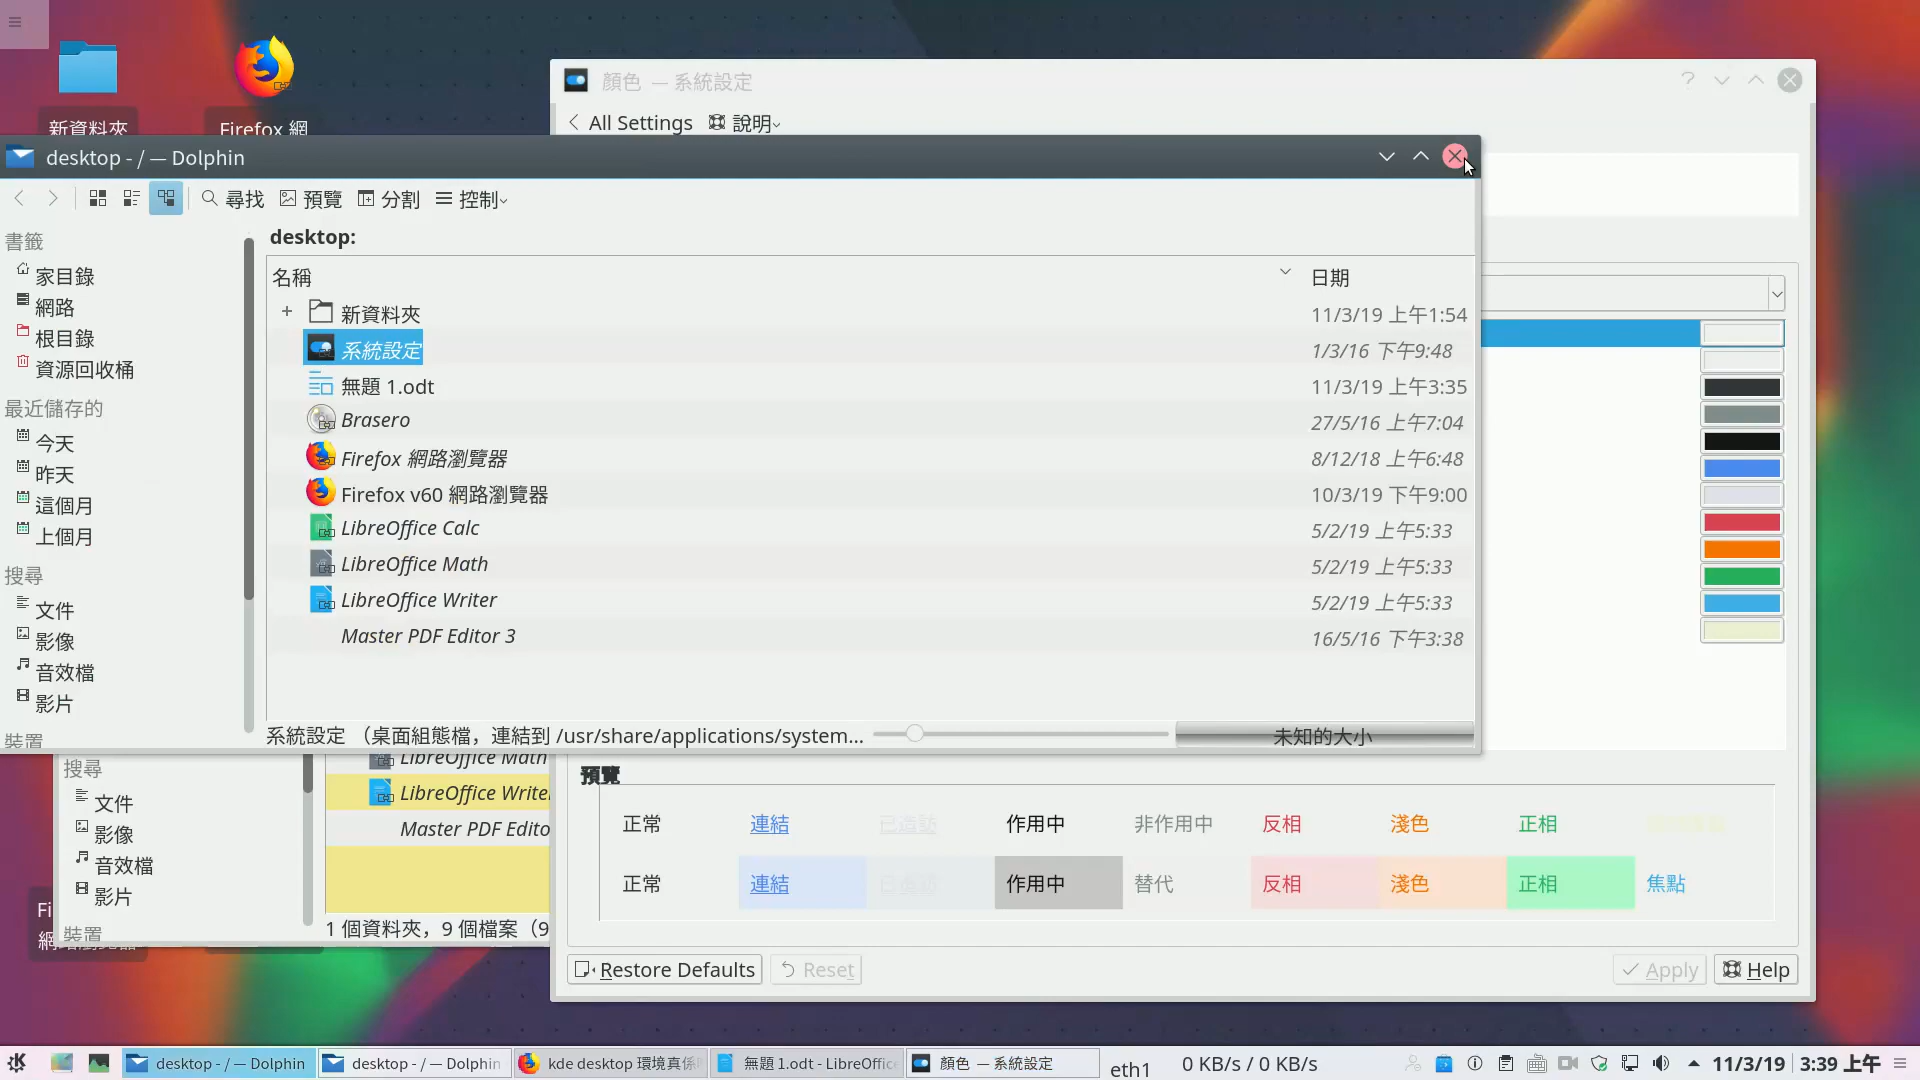 新資料夾
Firefox 網
顏色 — 系統設定
All Settings 說明
desktop - / — Dolphin
尋找 預覽 分割 控制
書籤
家目錄
網路
根目錄
資源回收桶
最近儲存的
今天
昨天
這個月
上個月
搜尋
文件
影像
音效檔
影片
裝置
desktop:
名稱 日期
新資料夾 11/3/19 上午1:54
系統設定 1/3/16 下午9:48
無題 1.odt 11/3/19 上午3:35
Brasero 27/5/16 上午7:04
Firefox 網路瀏覽器 8/12/18 上午6:48
Firefox v60 網路瀏覽器 10/3/19 下午9:00
LibreOffice Calc 5/2/19 上午5:33
LibreOffice Math 5/2/19 上午5:33
LibreOffice Writer 5/2/19 上午5:33
Master PDF Editor 3 16/5/16 下午3:38
系統設定 （桌面組態檔，連結到 /usr/share/applications/system... 未知的大小
搜尋
文件
影像
音效檔
影片
裝置
LibreOffice Math
LibreOffice Write
Master PDF Edito
1 個資料夾，9 個檔案（9
Fi
預覽
正常 連結 已造訪 作用中 非作用中 反相 淺色 正相
正常 連結 已造訪 作用中 替代 反相 淺色 正相 焦點
Restore Defaults Reset Apply Help
desktop - / — Dolphin desktop - / — Dolphin kde desktop 環境真係 無題 1.odt - LibreOffic 顏色 — 系統設定 eth1 0 KB/s / 0 KB/s 11/3/19 3:39 上午